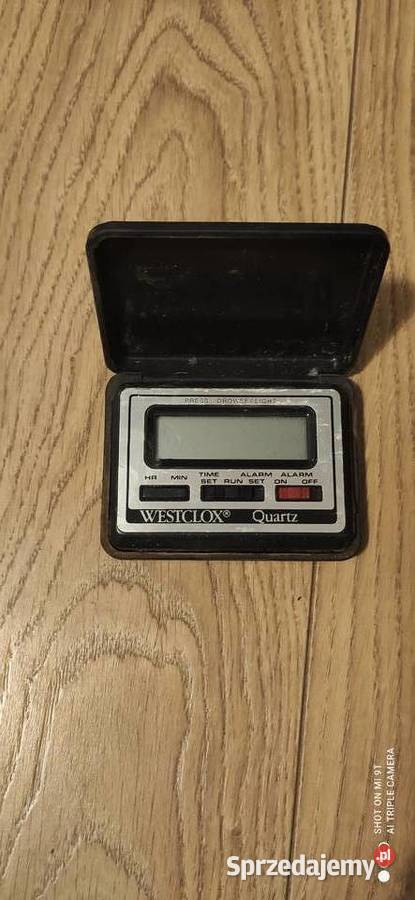 PRESS DROWSE/LIGHT
HR MIN TIME SET RUN ALARM SET ALARM ON OFF
WESTCLOX® Quartz
SHOT ON MI 9T
AI TRIPLE CAMERA
Sprzedajemy.pl